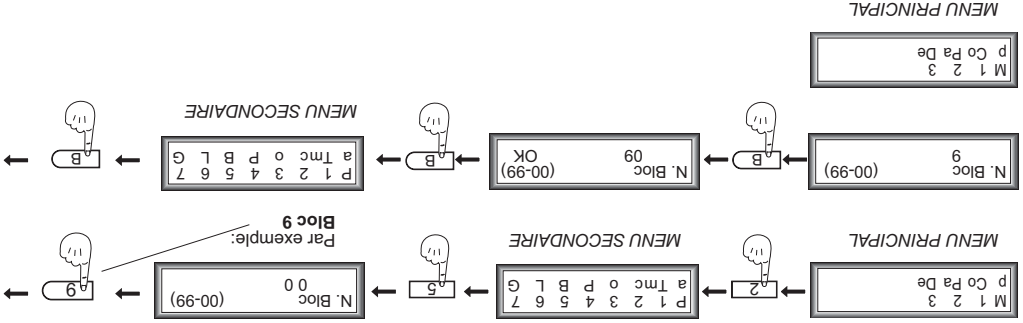 M 1 2 3
p Co Pa De
MENU PRINCIPAL
2
P 1 2 3 4 5 6 7
a Tmc o P B L G
MENU SECONDAIRE
5
N. Bloc (00-99)
0 0
Par exemple:
Bloc 9
9
N. Bloc (00-99)
9
B
N. Bloc (00-99)
09 OK
B
P 1 2 3 4 5 6 7
a Tmc o P B L G
MENU SECONDAIRE
B
M 1 2 3
p Co Pa De
MENU PRINCIPAL